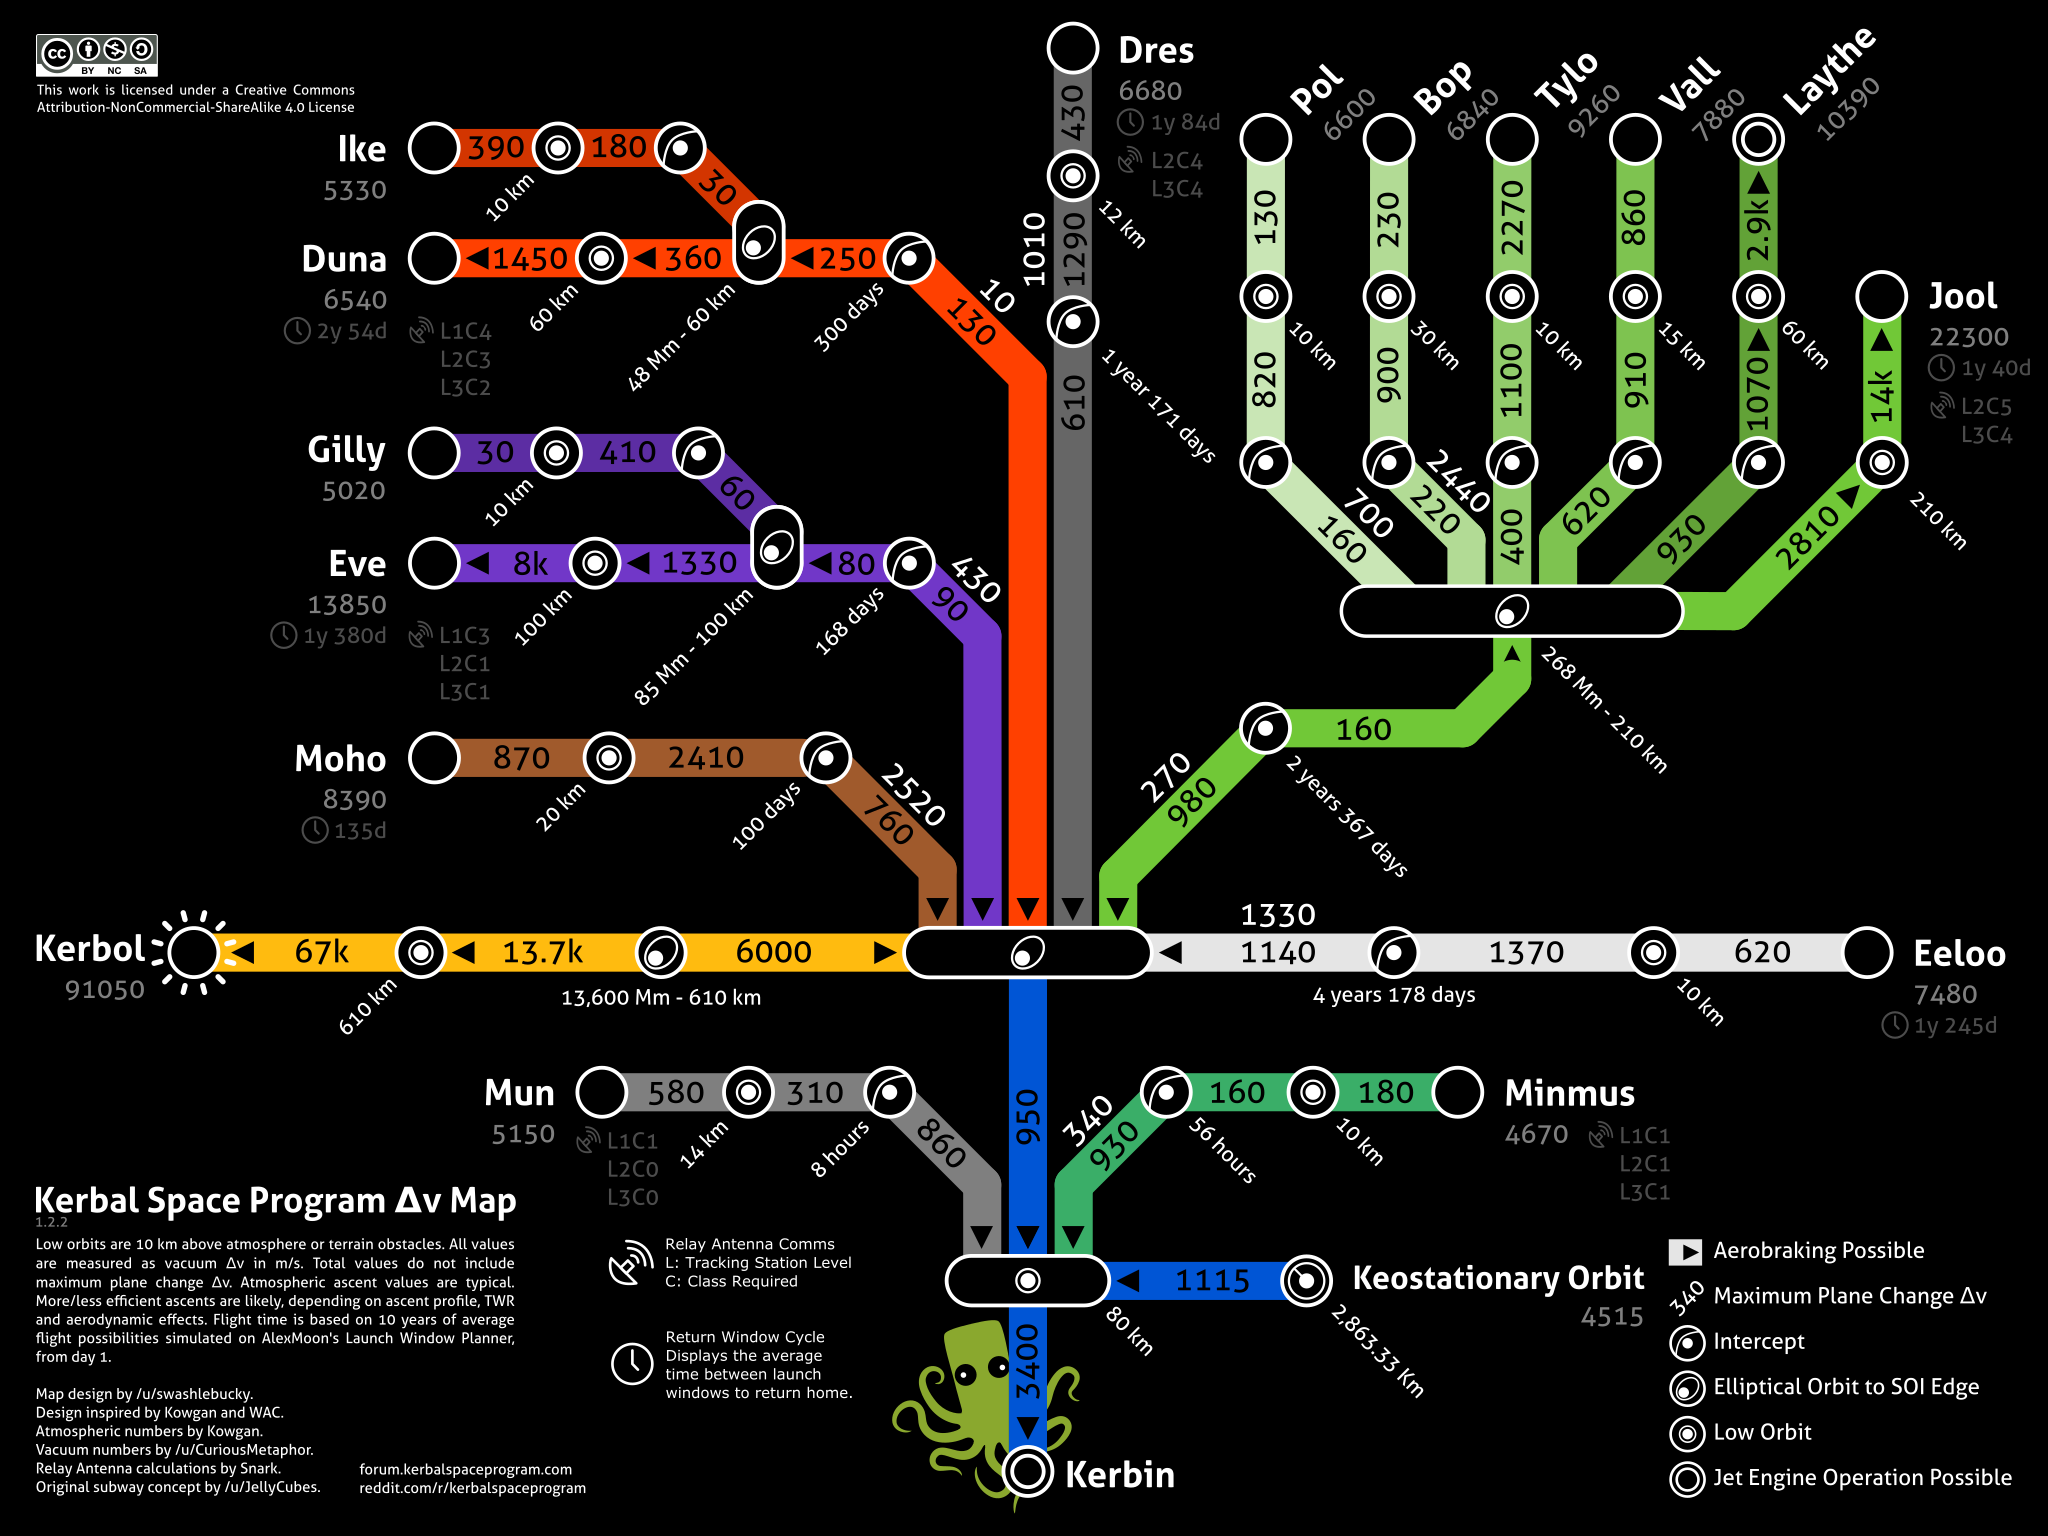 cc
BY NC SA
This work is licensed under a Creative Commons
Attribution-NonCommercial-ShareAlike 4.0 License
Ike
5330
390
180
30
10 km
Duna
6540
2y 54d
L1C4
L2C3
L3C2
1450
360
250
10
130
60 km
48 Mm - 60 km
300 days
Gilly
5020
30
410
60
10 km
Eve
13850
1y 380d
L1C3
L2C1
L3C1
8k
1330
80
430
90
100 km
85 Mm - 100 km
168 days
Moho
8390
135d
870
2410
2520
760
20 km
100 days
Dres
6680
1y 84d
L2C4
L3C4
430
12 km
1010
1290
1 year 171 days
610
Pol
6600
130
10 km
820
700
160
Bop
6840
230
30 km
900
2440
220
Tylo
9260
2270
10 km
1100
400
Vall
7880
860
15 km
910
620
Laythe
10390
2.9k
60 km
1070
930
Jool
22300
1y 40d
L2C5
L3C4
14k
210 km
2810
268 Mm - 210 km
160
2 years 367 days
270
980
Kerbol
91050
67k
13.7k
6000
610 km
13,600 Mm - 610 km
1330
1140
1370
620
4 years 178 days
10 km
Eeloo
7480
1y 245d
950
Mun
5150
L1C1
L2C0
L3C0
580
310
860
14 km
8 hours
340
930
160
180
56 hours
10 km
Minmus
4670
L1C1
L2C1
L3C1
1115
Keostationary Orbit
4515
80 km
2,863.33 Km
3400
Kerbin
Kerbal Space Program Δv Map
1.2.2
Low orbits are 10 km above atmosphere or terrain obstacles. All values
are measured as vacuum Δv in m/s. Total values do not include
maximum plane change Δv. Atmospheric ascent values are typical.
More/less efficient ascents are likely, depending on ascent profile, TWR
and aerodynamic effects. Flight time is based on 10 years of average
flight possibilities simulated on AlexMoon's Launch Window Planner,
from day 1.
Map design by /u/swashlebucky.
Design inspired by Kowgan and WAC.
Atmospheric numbers by Kowgan.
Vacuum numbers by /u/CuriousMetaphor.
Relay Antenna calculations by Snark.
Original subway concept by /u/JellyCubes.
forum.kerbalspaceprogram.com
reddit.com/r/kerbalspaceprogram
Relay Antenna Comms
L: Tracking Station Level
C: Class Required
Return Window Cycle
Displays the average
time between launch
windows to return home.
Aerobraking Possible
340
Maximum Plane Change Δv
Intercept
Elliptical Orbit to SOI Edge
Low Orbit
Jet Engine Operation Possible